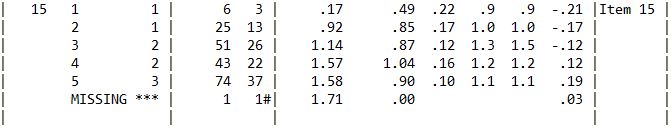 | 15 1 1 | 6 3 | .17 .49 .22 .9 .9 -.21 |Item 15 |
| 2 1 | 25 13 | .92 .85 .17 1.0 1.0 -.17 | |
| 3 2 | 51 26 | 1.14 .87 .12 1.3 1.5 -.12 | |
| 4 2 | 43 22 | 1.57 1.04 .16 1.2 1.2 .12 | |
| 5 3 | 74 37 | 1.58 .90 .10 1.1 1.1 .19 | |
| MISSING *** | 1 1#| 1.71 .00 .03 | |
| | | | |